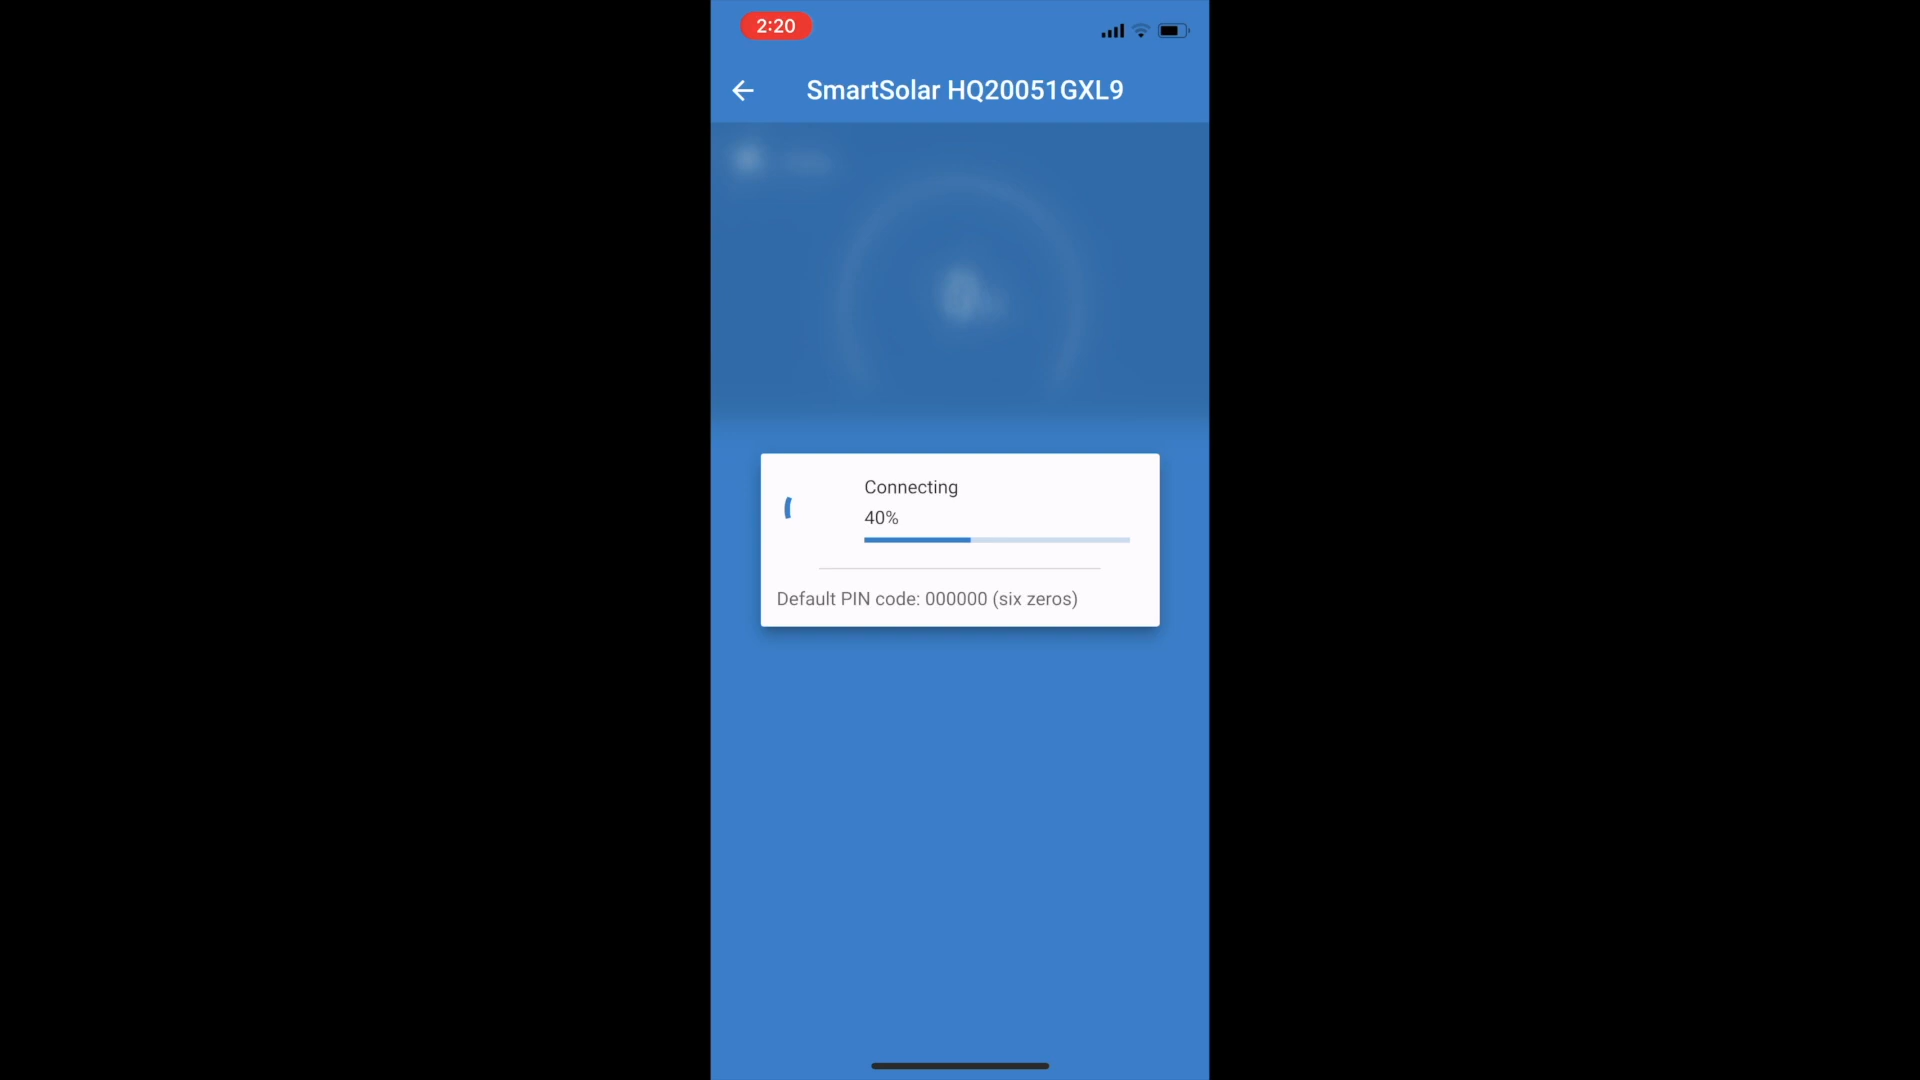 2:20
SmartSolar HQ20051GXL9
Connecting
40%
Default PIN code: 000000 (six zeros)